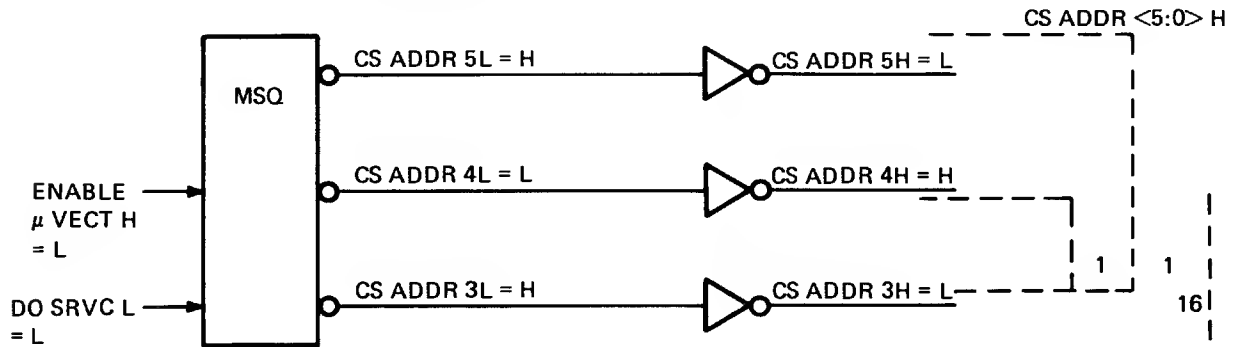 CS ADDR <5:0> H
CS ADDR 5L = H
CS ADDR 5H = L
MSQ
CS ADDR 4L = L
CS ADDR 4H = H
ENABLE
μ VECT H
= L
1
1
CS ADDR 3L = H
CS ADDR 3H = L
16
DO SRVC L
= L